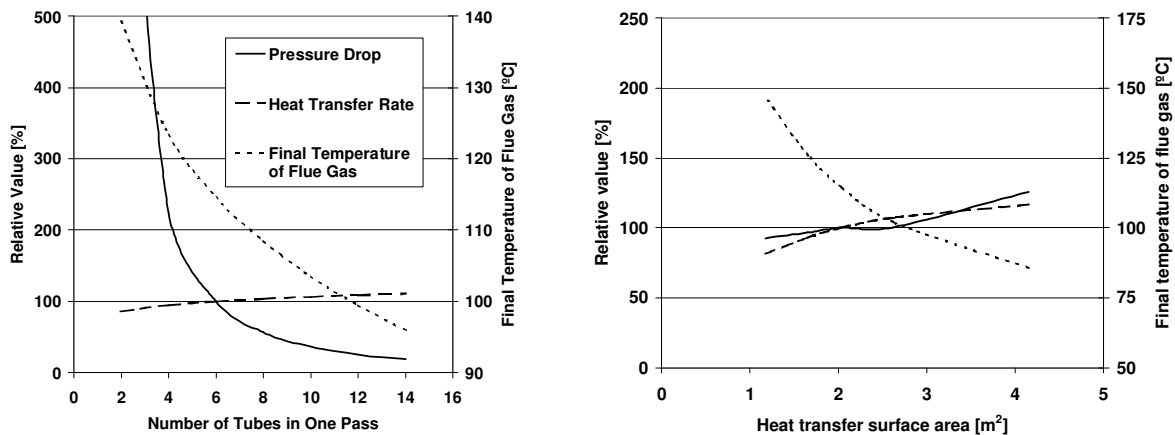 500
400
300
200
100
0
Relative Value [%]
140
130
120
110
100
90
Final Temperature of Flue Gas [ºC]
Pressure Drop
Heat Transfer Rate
Final Temperature
of Flue Gas
0 2 4 6 8 10 12 14 16
Number of Tubes in One Pass
250
200
150
100
50
0
Relative value [%]
175
150
125
100
75
50
Final temperature of flue gas [ºC]
0 1 2 3 4 5
Heat transfer surface area [m²]